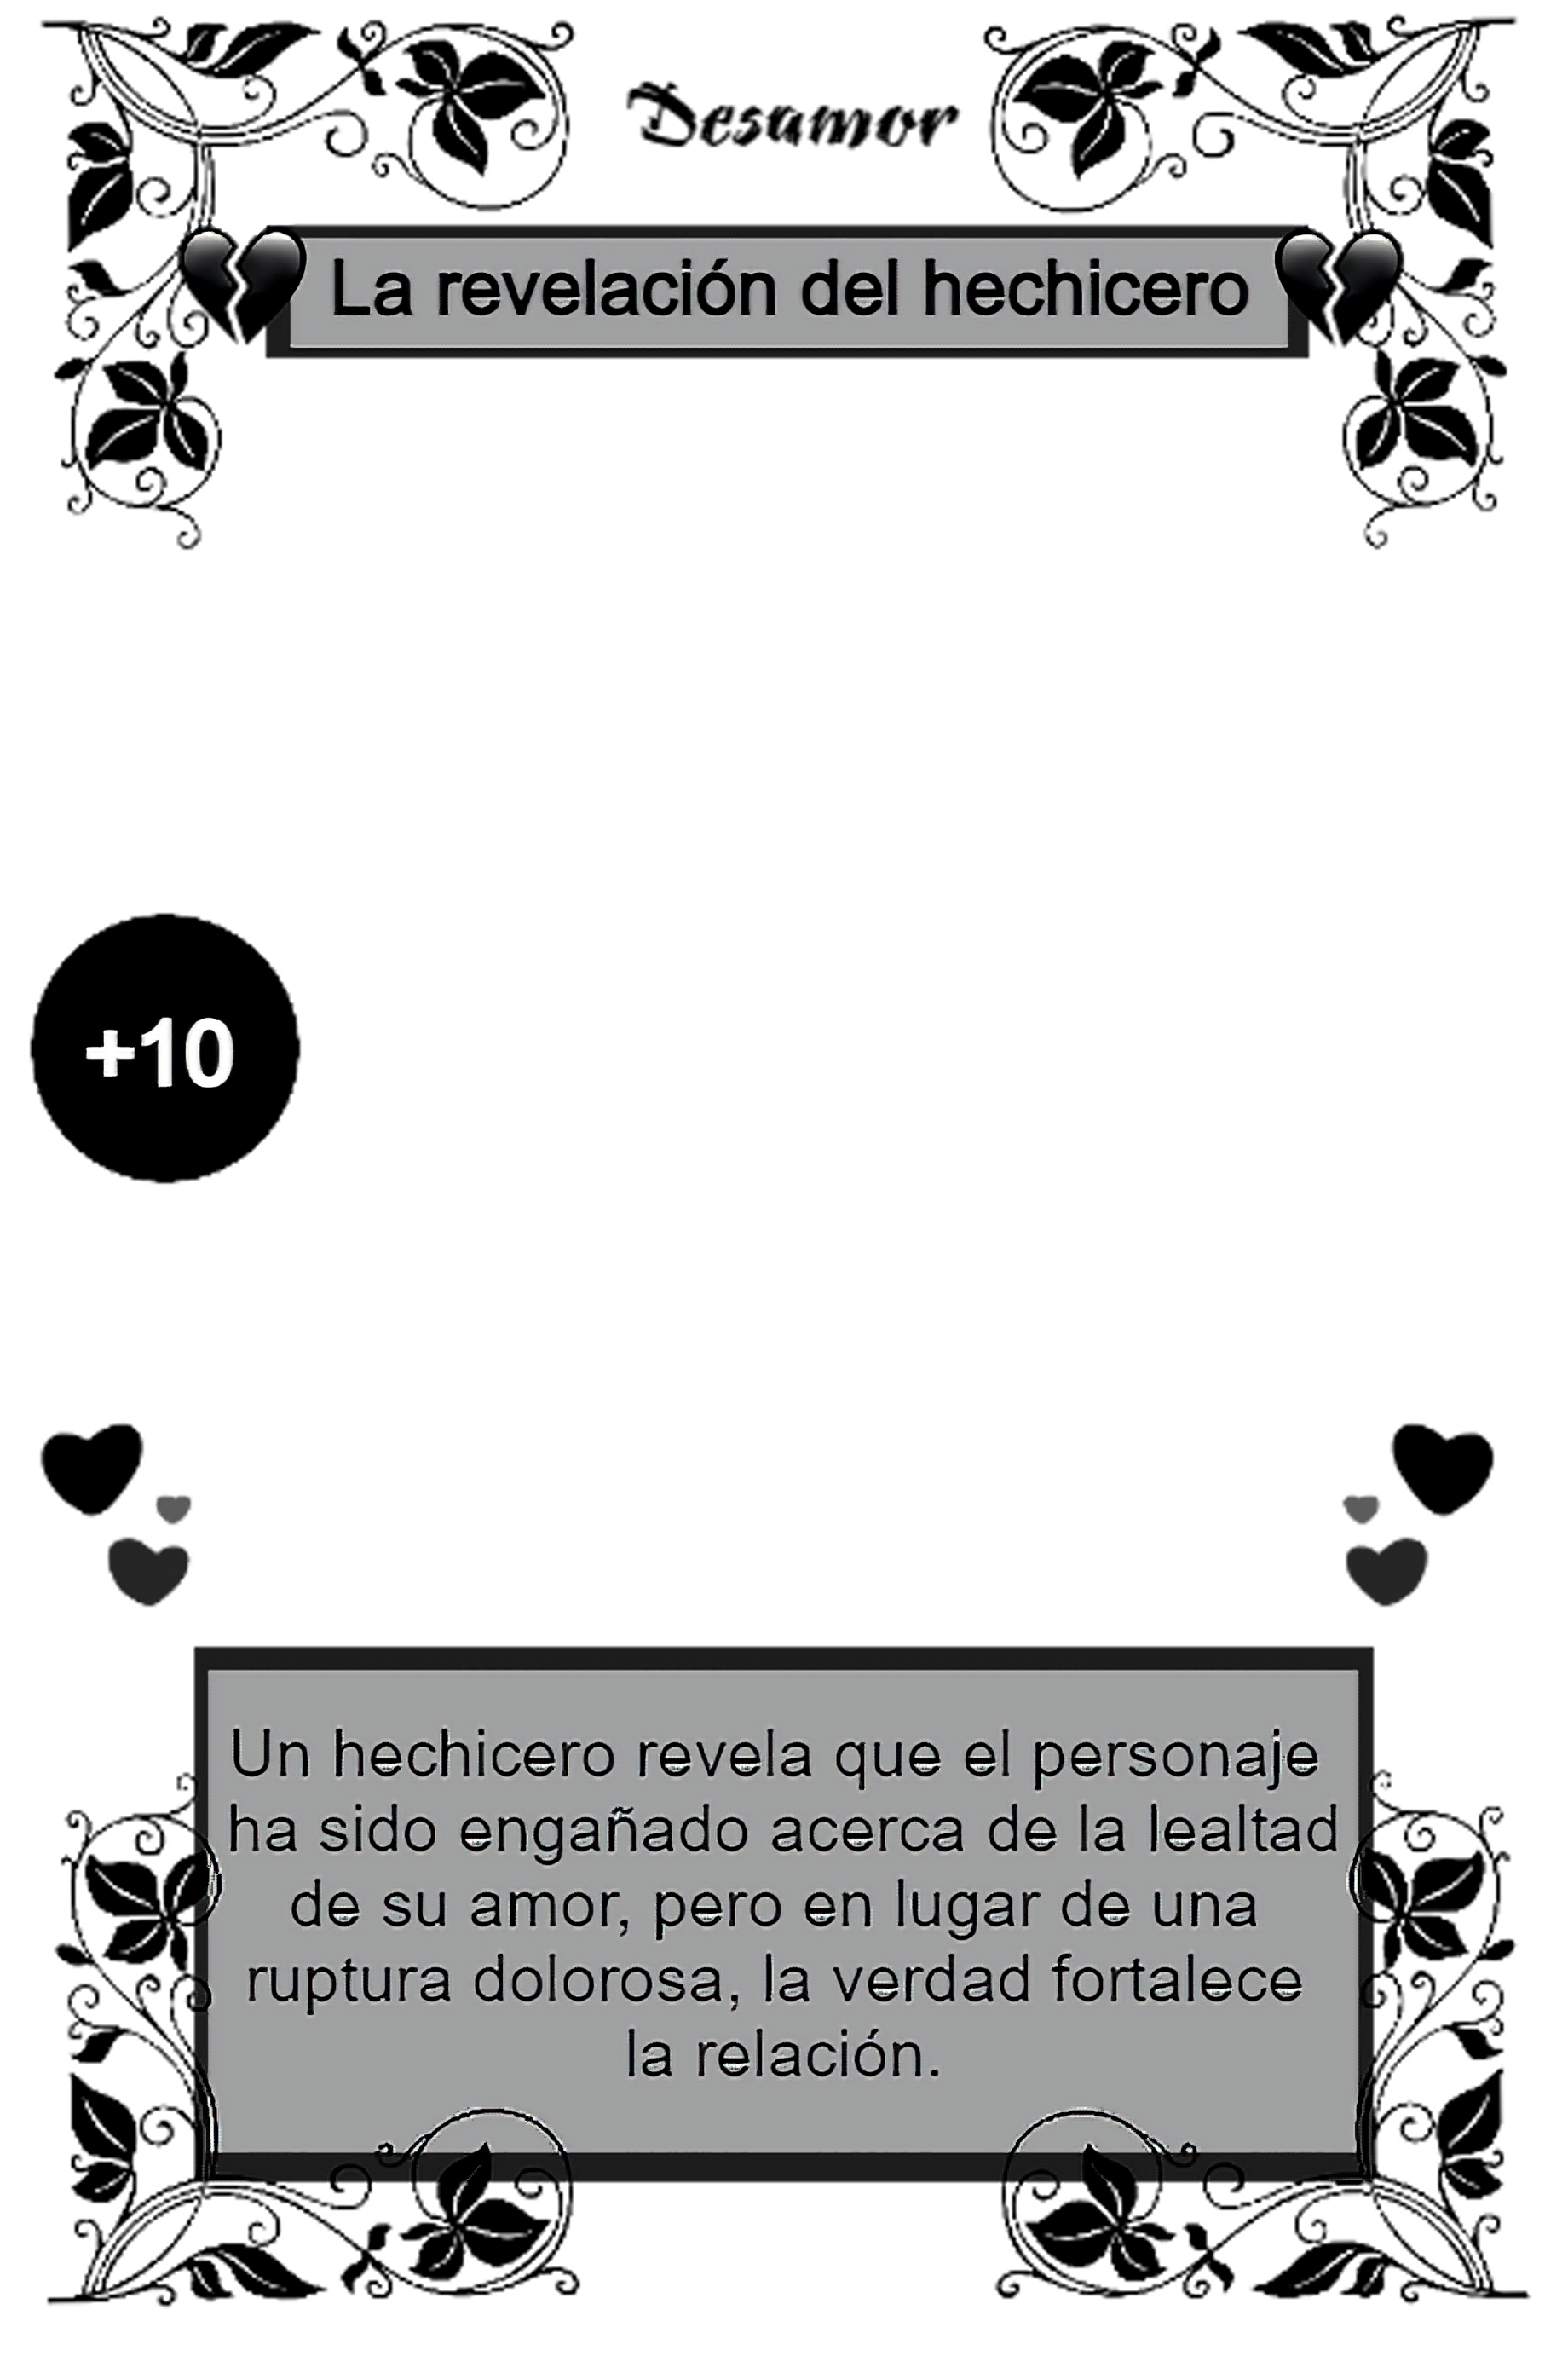 Desamor
La revelación del hechicero
+10
Un hechicero revela que el personaje
ha sido engañado acerca de la lealtad
de su amor, pero en lugar de una
ruptura dolorosa, la verdad fortalece
la relación.